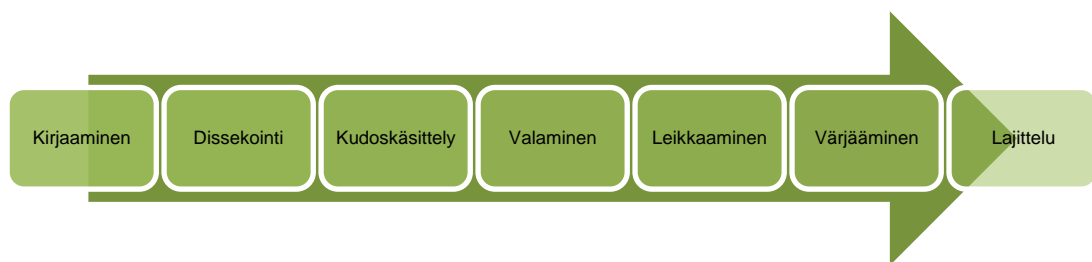 Kirjaaminen
Dissekointi
Kudoskäsittely
Valaminen
Leikkaaminen
Värjääminen
Lajittelu